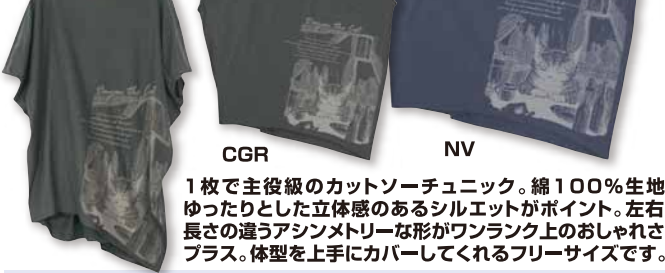 CGR
NV
1枚で主役級のカットソーチュニック。綿100%生地
ゆったりとした立体感のあるシルエットがポイント。左右
長さの違うアシンメトリーな形がワンランク上のおしゃれさ
プラス。体型を上手にカバーしてくれるフリーサイズです。